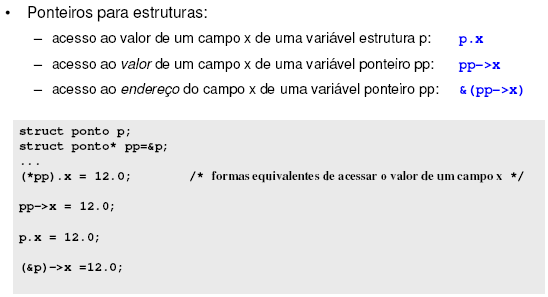 • Ponteiros para estruturas:
– acesso ao valor de um campo x de uma variável estrutura p: p.x
– acesso ao valor de um campo x de uma variável ponteiro pp: pp->x
– acesso ao endereço do campo x de uma variável ponteiro pp: &(pp->x)
struct ponto p;
struct ponto* pp=&p;
...
(*pp).x = 12.0; /* formas equivalentes de acessar o valor de um campo x */
pp->x = 12.0;
p.x = 12.0;
(&p)->x =12.0;